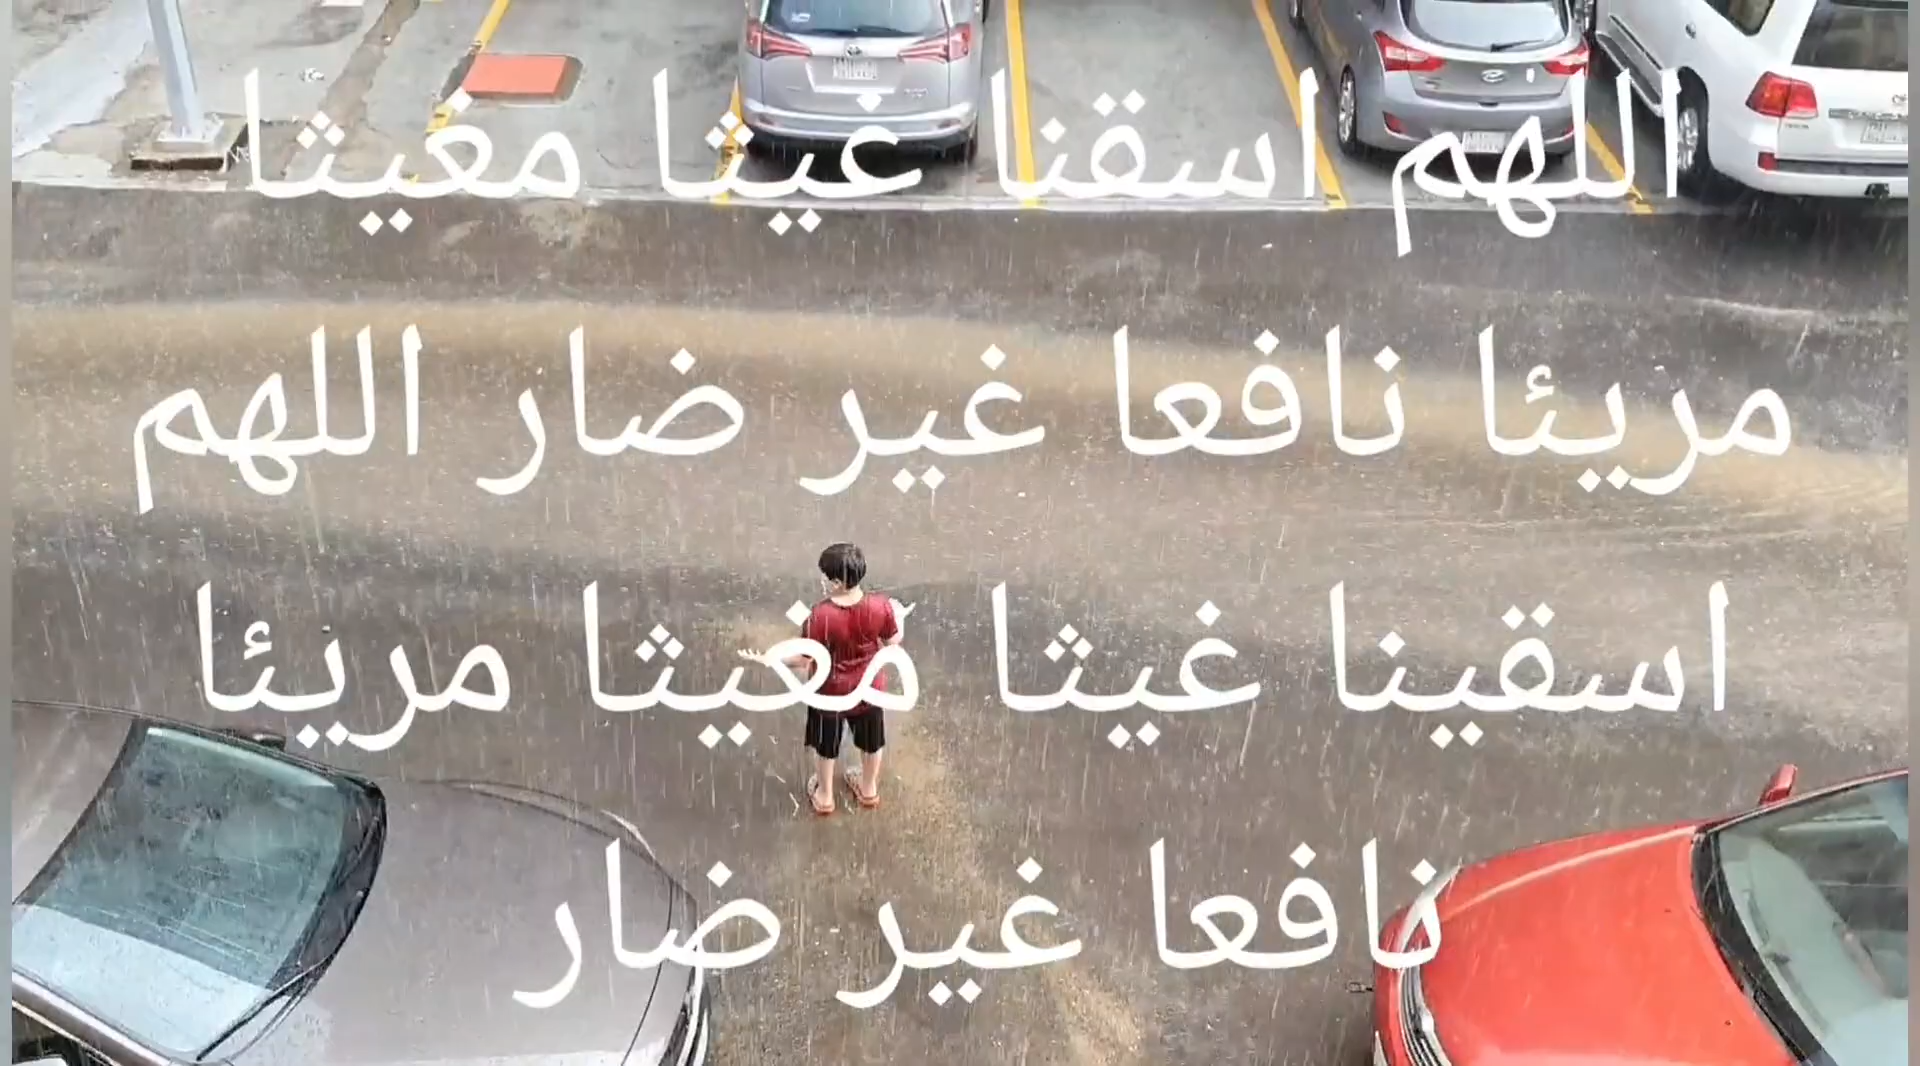 اللهم اسقنا غيثا مغيثا
مريئا نافعا غير ضار اللهم
اسقينا غيثا مغيثا مريئا
نافعا غير ضار